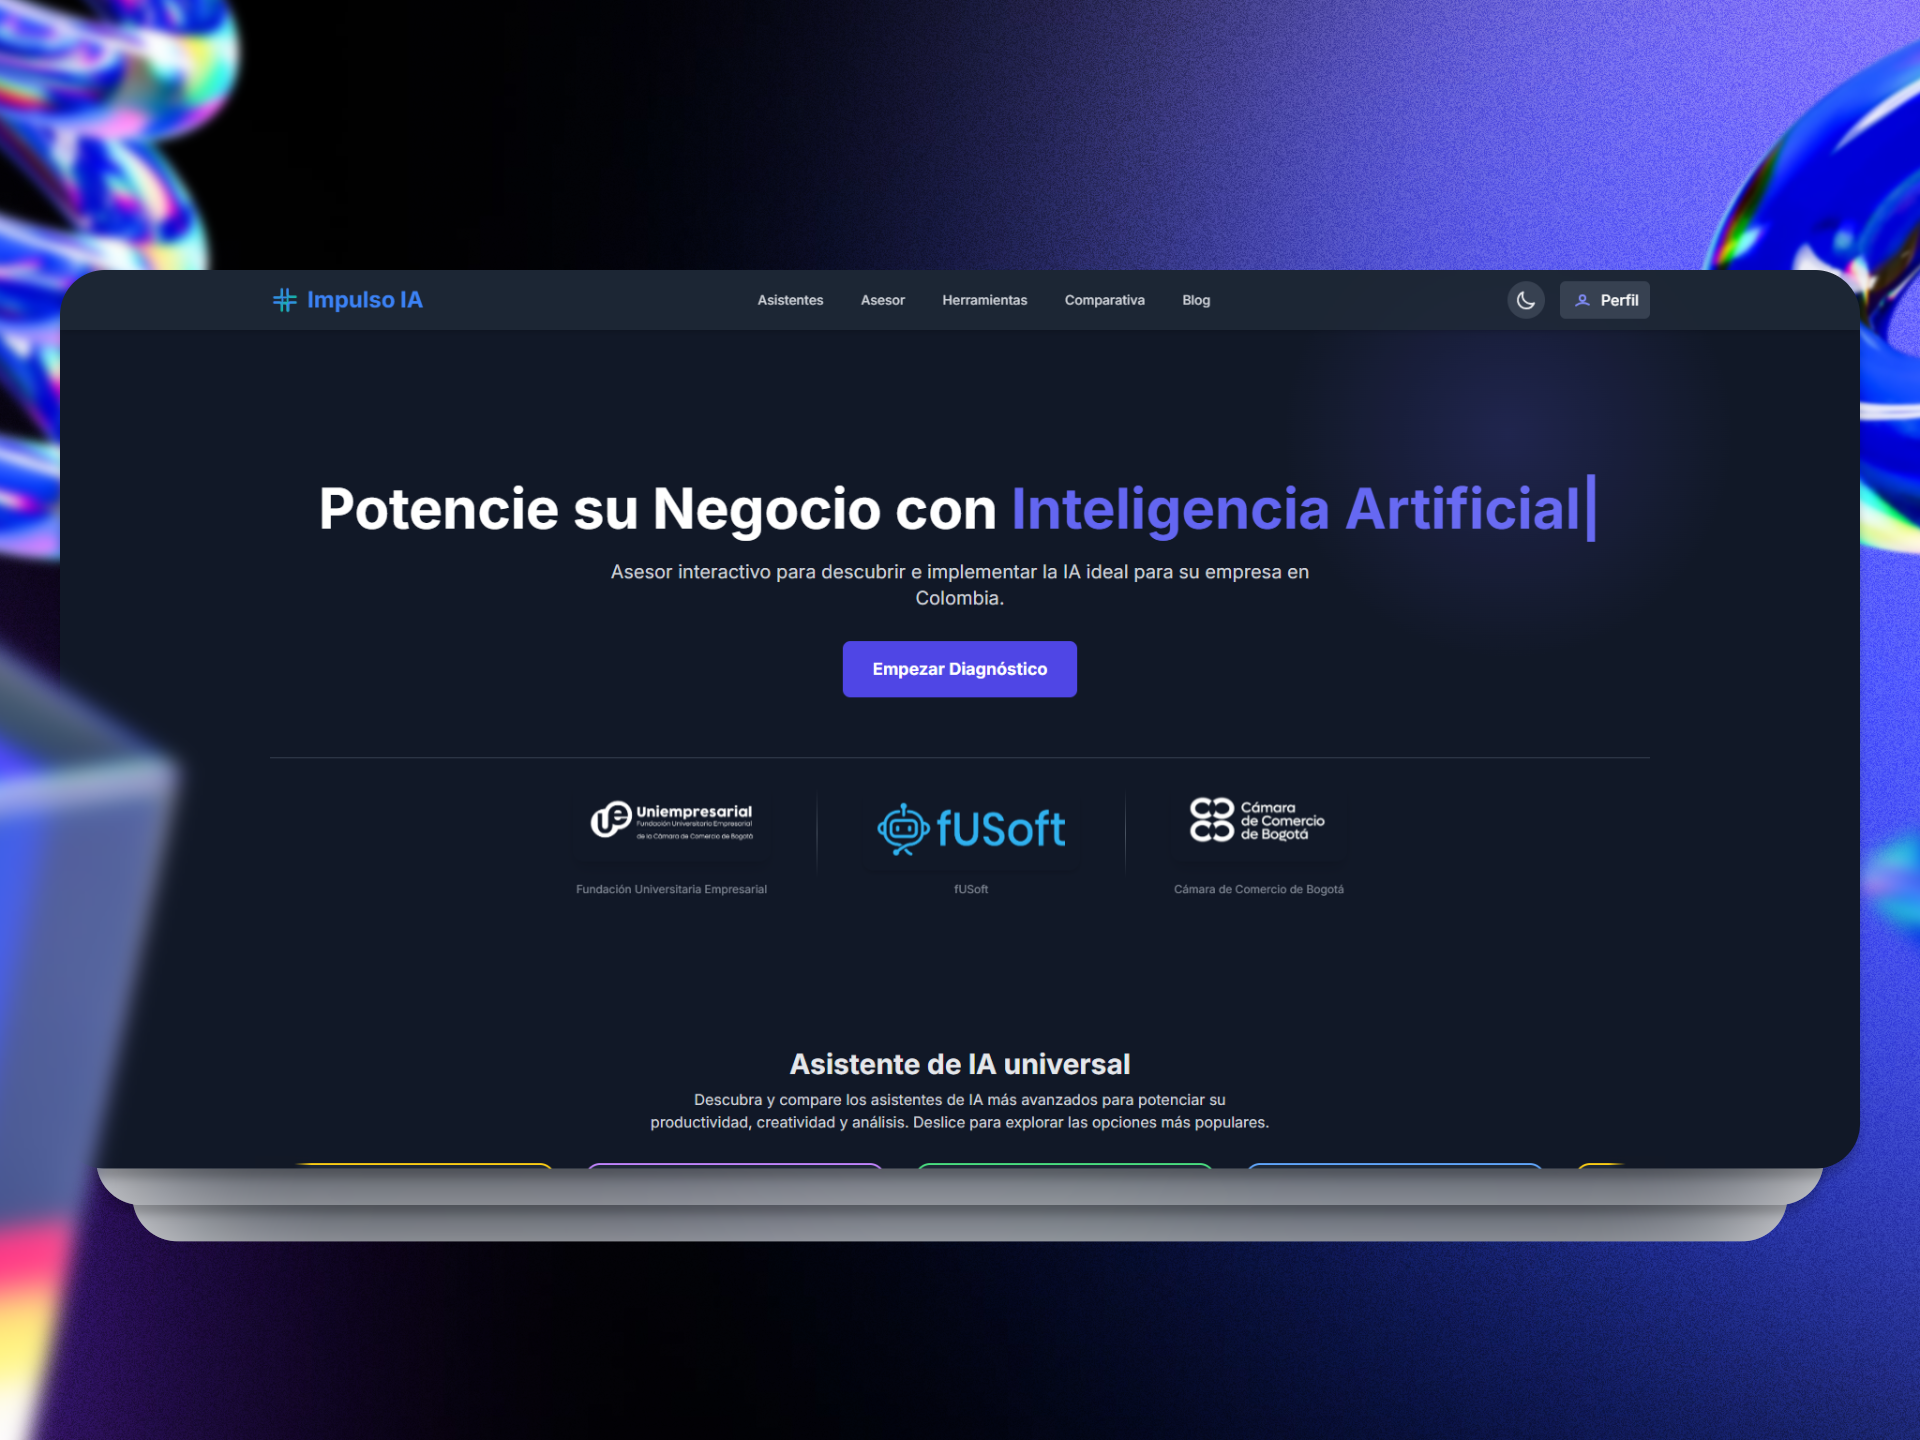 Impulso IA
Asistentes
Asesor
Herramientas
Comparativa
Blog
Perfil
Potencie su Negocio con Inteligencia Artificial|
Asesor interactivo para descubrir e implementar la IA ideal para su empresa en
Colombia.
Empezar Diagnóstico
Uniempresarial
Fundación Universitaria Empresarial
de la Cámara de Comercio de Bogotá
fUSoft
Cámara
de Comercio
de Bogotá
Fundación Universitaria Empresarial
fUSoft
Cámara de Comercio de Bogotá
Asistente de IA universal
Descubra y compare los asistentes de IA más avanzados para potenciar su
productividad, creatividad y análisis. Deslice para explorar las opciones más populares.